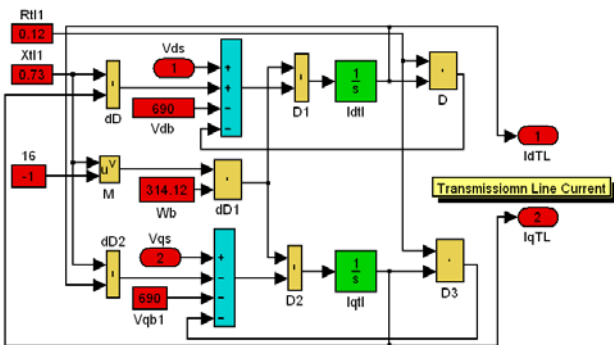 Rtl1
0.12
Xtl1
0.73
Vds
1
dD
690
Vdb
+
+
−
−
D1
1
s
Idtl
D
1
IdTL
16
-1
u^v
M
314.12
Wb
dD1
Transmissiomn Line Current
2
IqTL
dD2
Vqs
2
690
Vqb1
+
−
−
−
D2
1
s
Iqtl
D3